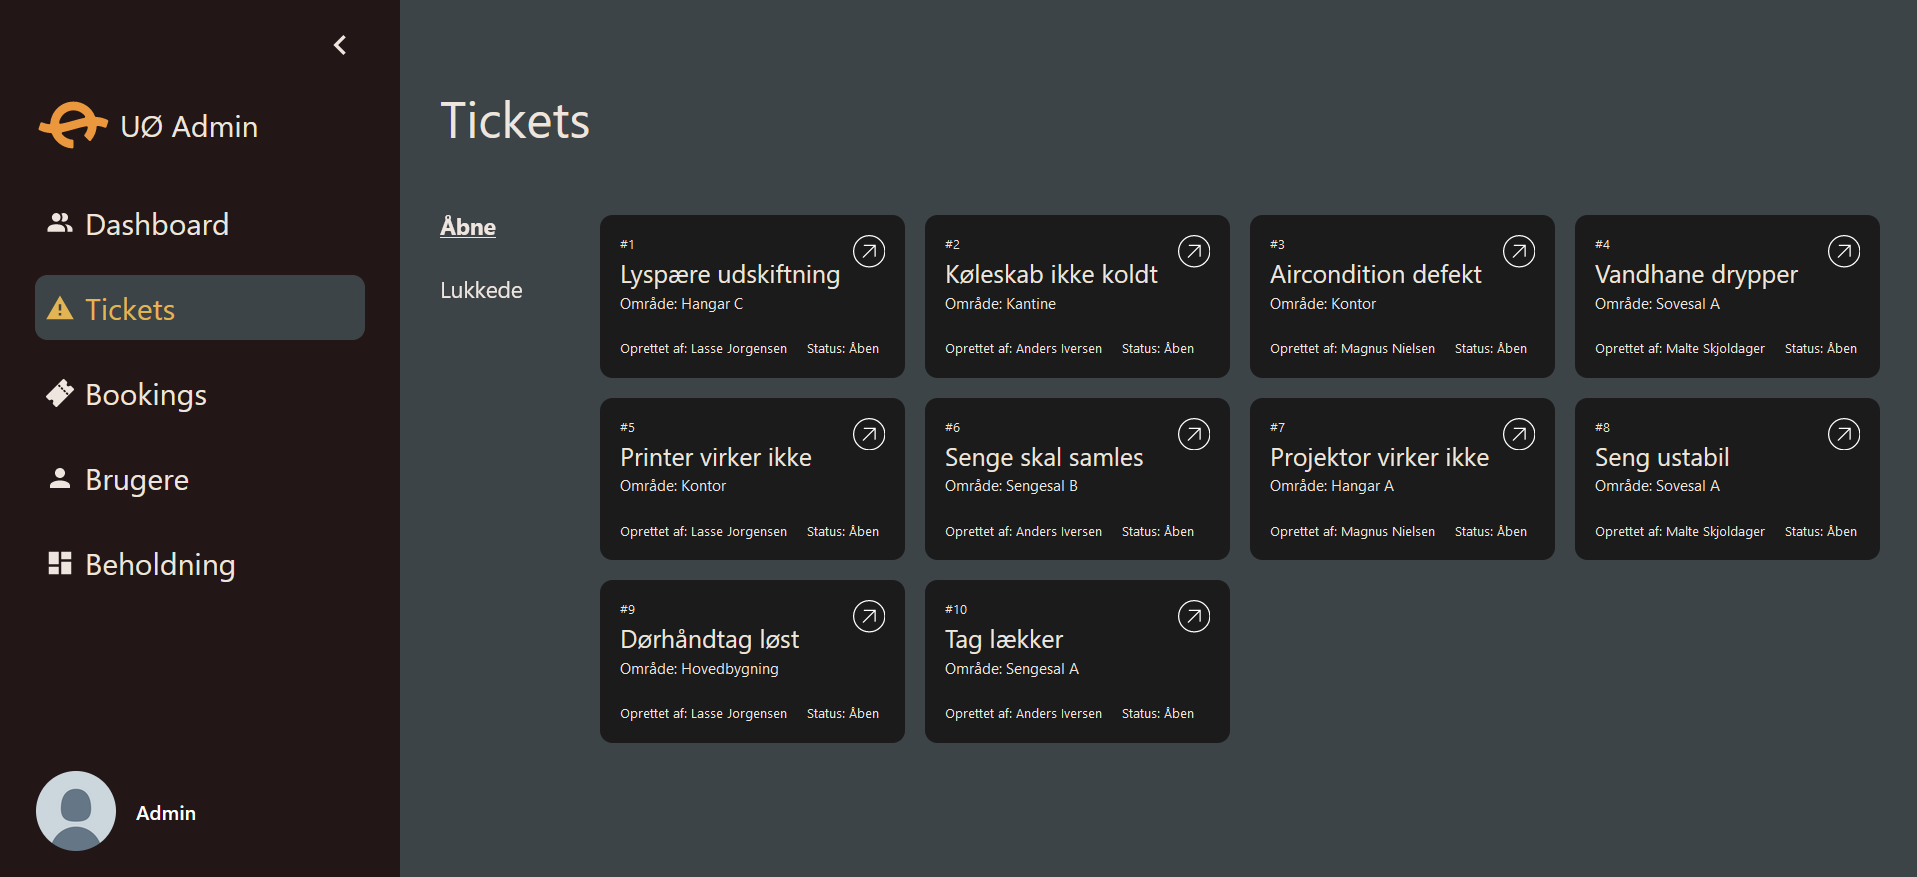 UØ Admin
Dashboard
Tickets
Bookings
Brugere
Beholdning
Admin
Tickets
Åbne
Lukkede
#1
Lyspære udskiftning
Område: Hangar C
Oprettet af: Lasse Jorgensen Status: Åben
#2
Køleskab ikke koldt
Område: Kantine
Oprettet af: Anders Iversen Status: Åben
#3
Aircondition defekt
Område: Kontor
Oprettet af: Magnus Nielsen Status: Åben
#4
Vandhane drypper
Område: Sovesal A
Oprettet af: Malte Skjoldager Status: Åben
#5
Printer virker ikke
Område: Kontor
Oprettet af: Lasse Jorgensen Status: Åben
#6
Senge skal samles
Område: Sengesal B
Oprettet af: Anders Iversen Status: Åben
#7
Projektor virker ikke
Område: Hangar A
Oprettet af: Magnus Nielsen Status: Åben
#8
Seng ustabil
Område: Sovesal A
Oprettet af: Malte Skjoldager Status: Åben
#9
Dørhåndtag løst
Område: Hovedbygning
Oprettet af: Lasse Jorgensen Status: Åben
#10
Tag lækker
Område: Sengesal A
Oprettet af: Anders Iversen Status: Åben